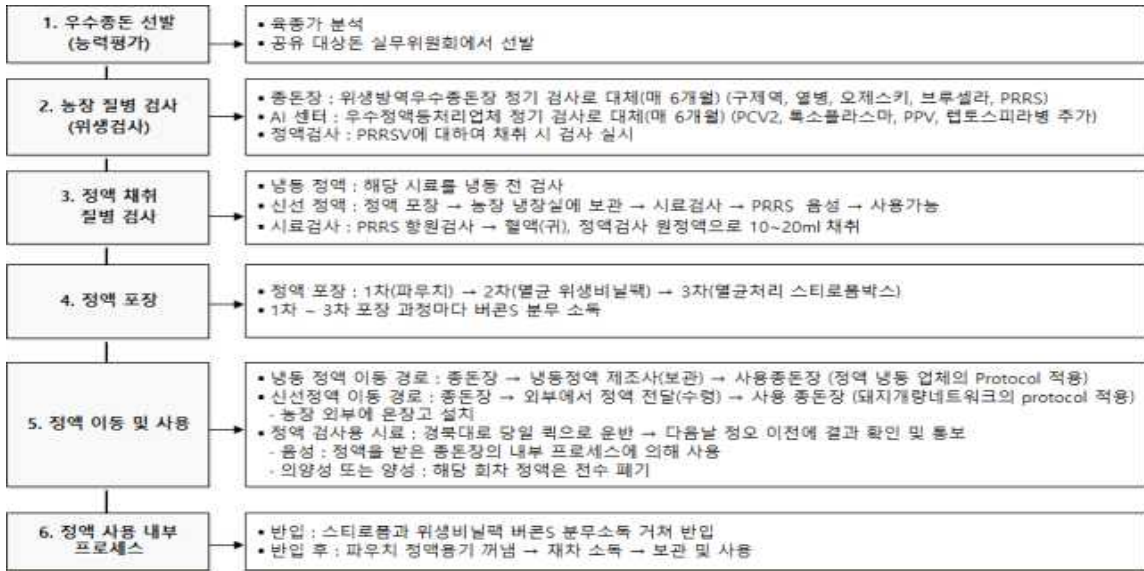 1. 우수종돈 선발
(능력평가)
▪ 육종가 분석
▪ 공유 대상돈 실무위원회에서 선발
2. 농장 질병 검사
(위생검사)
▪ 종돈장 : 위생방역우수종돈장 정기 검사로 대체(매 6개월) (구제역, 열병, 오제스키, 브루셀라, PRRS)
▪ AI 센터 : 우수정액등처리업체 정기 검사로 대체(매 6개월) (PCV2, 톡소플라스마, PPV, 렙토스피라병 추가)
▪ 정액검사 : PRRSV에 대하여 채취 시 검사 실시
3. 정액 채취
질병 검사
▪ 냉동 정액 : 해당 시료를 냉동 전 검사
▪ 신선 정액 : 정액 포장 → 농장 냉장실에 보관 → 시료검사 → PRRS 음성 → 사용가능
▪ 시료검사 : PRRS 항원검사 → 혈액(귀), 정액검사 원정액으로 10~20ml 채취
4. 정액 포장
▪ 정액 포장 : 1차(파우치) → 2차(멸균 위생비닐팩) → 3차(멸균처리 스티로폼박스)
▪ 1차 ~ 3차 포장 과정마다 버콘S 분무 소독
5. 정액 이동 및 사용
▪ 냉동 정액 이동 경로 : 종돈장 → 냉동정액 제조사(보관) → 사용종돈장 (정액 냉동 업체의 Protocol 적용)
▪ 신선정액 이동 경로 : 종돈장 → 외부에서 정액 전달(수령) → 사용 종돈장 (돼지개량네트워크의 protocol 적용)
- 농장 외부에 온장고 설치
▪ 정액 검사용 시료 : 경북대로 당일 퀵으로 운반 → 다음날 정오 이전에 결과 확인 및 통보
- 음성 : 정액을 받은 종돈장의 내부 프로세스에 의해 사용
- 의양성 또는 양성 : 해당 회차 정액은 전수 폐기
6. 정액 사용 내부
프로세스
▪ 반입 : 스티로폼과 위생비닐팩 버콘S 분무소독 거쳐 반입
▪ 반입 후 : 파우치 정액용기 꺼냄 → 재차 소독 → 보관 및 사용